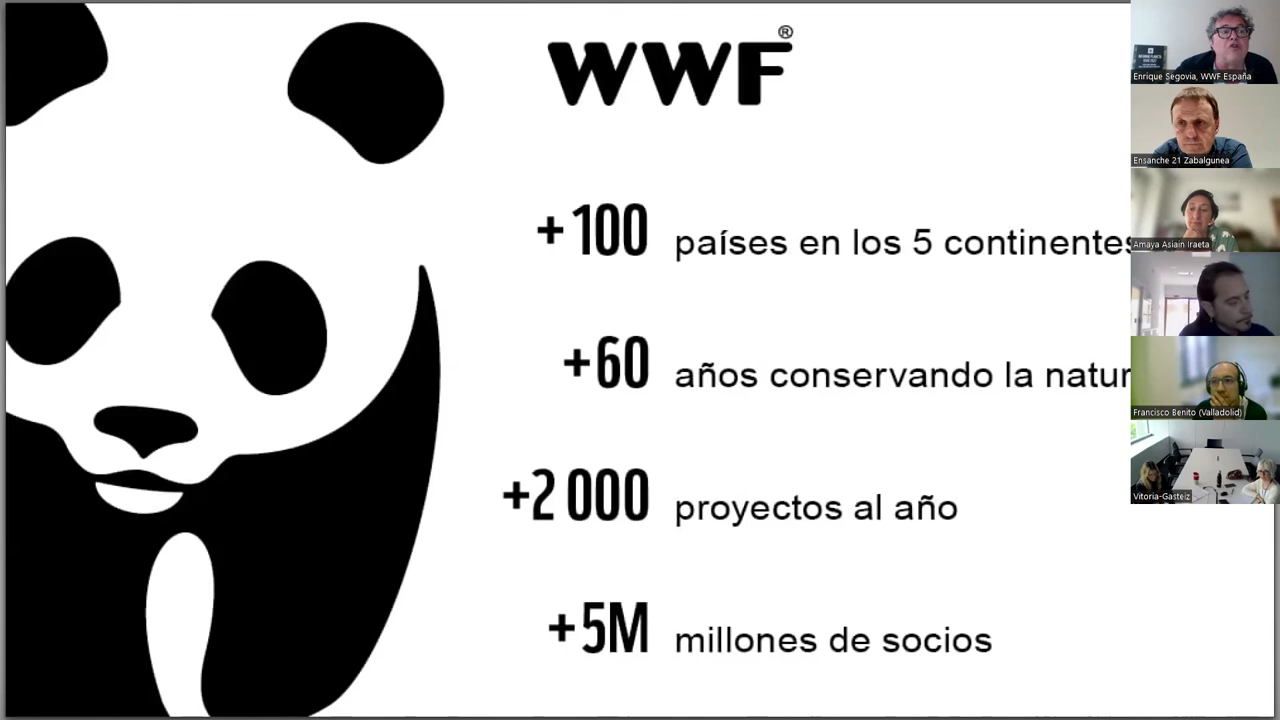 WWF®
+100 países en los 5 continentes
+60 años conservando la natur
+2 000 proyectos al año
+5M millones de socios
Enrique Segovia, WWF España
Ensanche 21 Zabalgunea
Amaya Asiain Iraeta
Francisco Benito (Valladolid)
Vitoria-Gasteiz